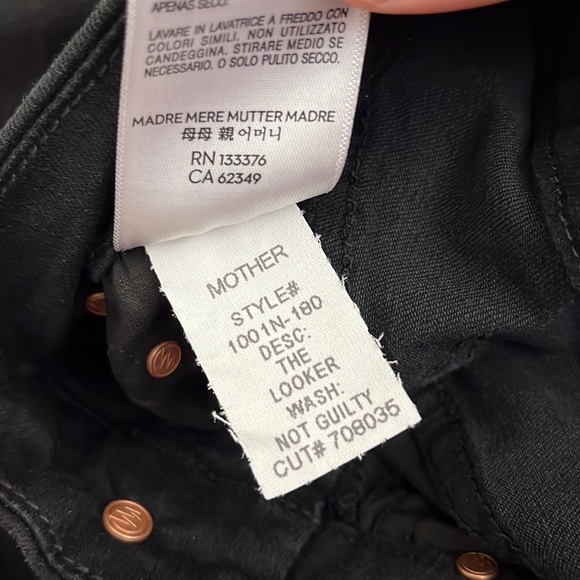 APENAS SECO.
LAVARE IN LAVATRICE A FREDDO CON
COLORI SIMILI. NON UTILIZZARE
CANDEGGINA. STIRARE MEDIO SE
NECESSARIO. O SOLO PULITO SECCO.
MADRE MERE MUTTER MADRE
母母 親 어머니
RN 133376
CA 62349
MOTHER
STYLE#
1001N-180
DESC:
THE
LOOKER
WASH:
NOT GUILTY
CUT# 708035